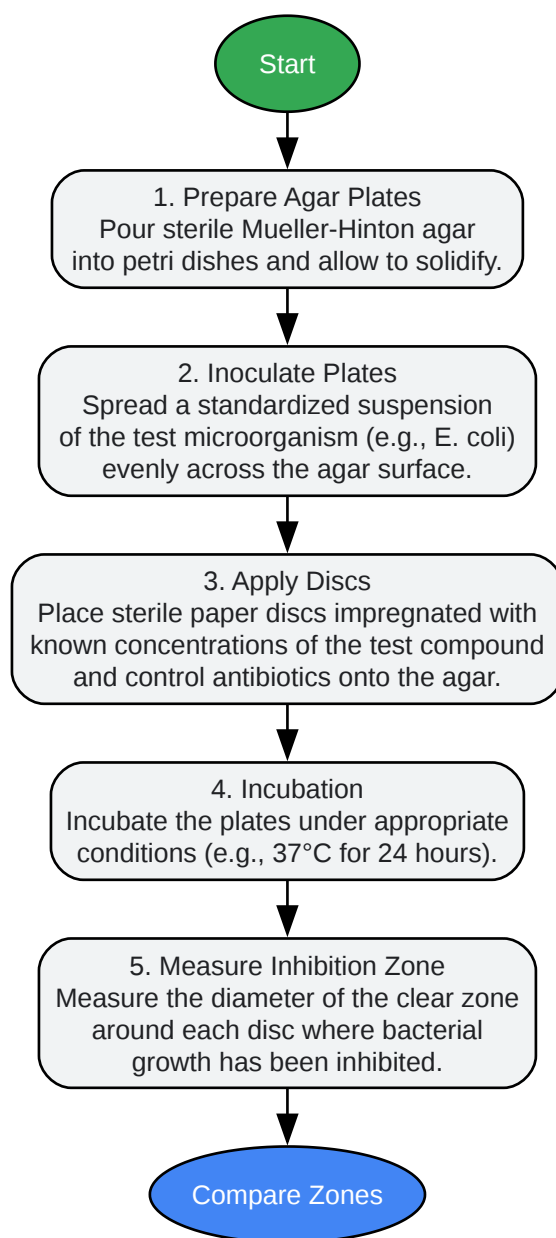 Start
1. Prepare Agar Plates
Pour sterile Mueller-Hinton agar
into petri dishes and allow to solidify.
2. Inoculate Plates
Spread a standardized suspension
of the test microorganism (e.g., E. coli)
evenly across the agar surface.
3. Apply Discs
Place sterile paper discs impregnated with
known concentrations of the test compound
and control antibiotics onto the agar.
4. Incubation
Incubate the plates under appropriate
conditions (e.g., 37°C for 24 hours).
5. Measure Inhibition Zone
Measure the diameter of the clear zone
around each disc where bacterial
growth has been inhibited.
Compare Zones